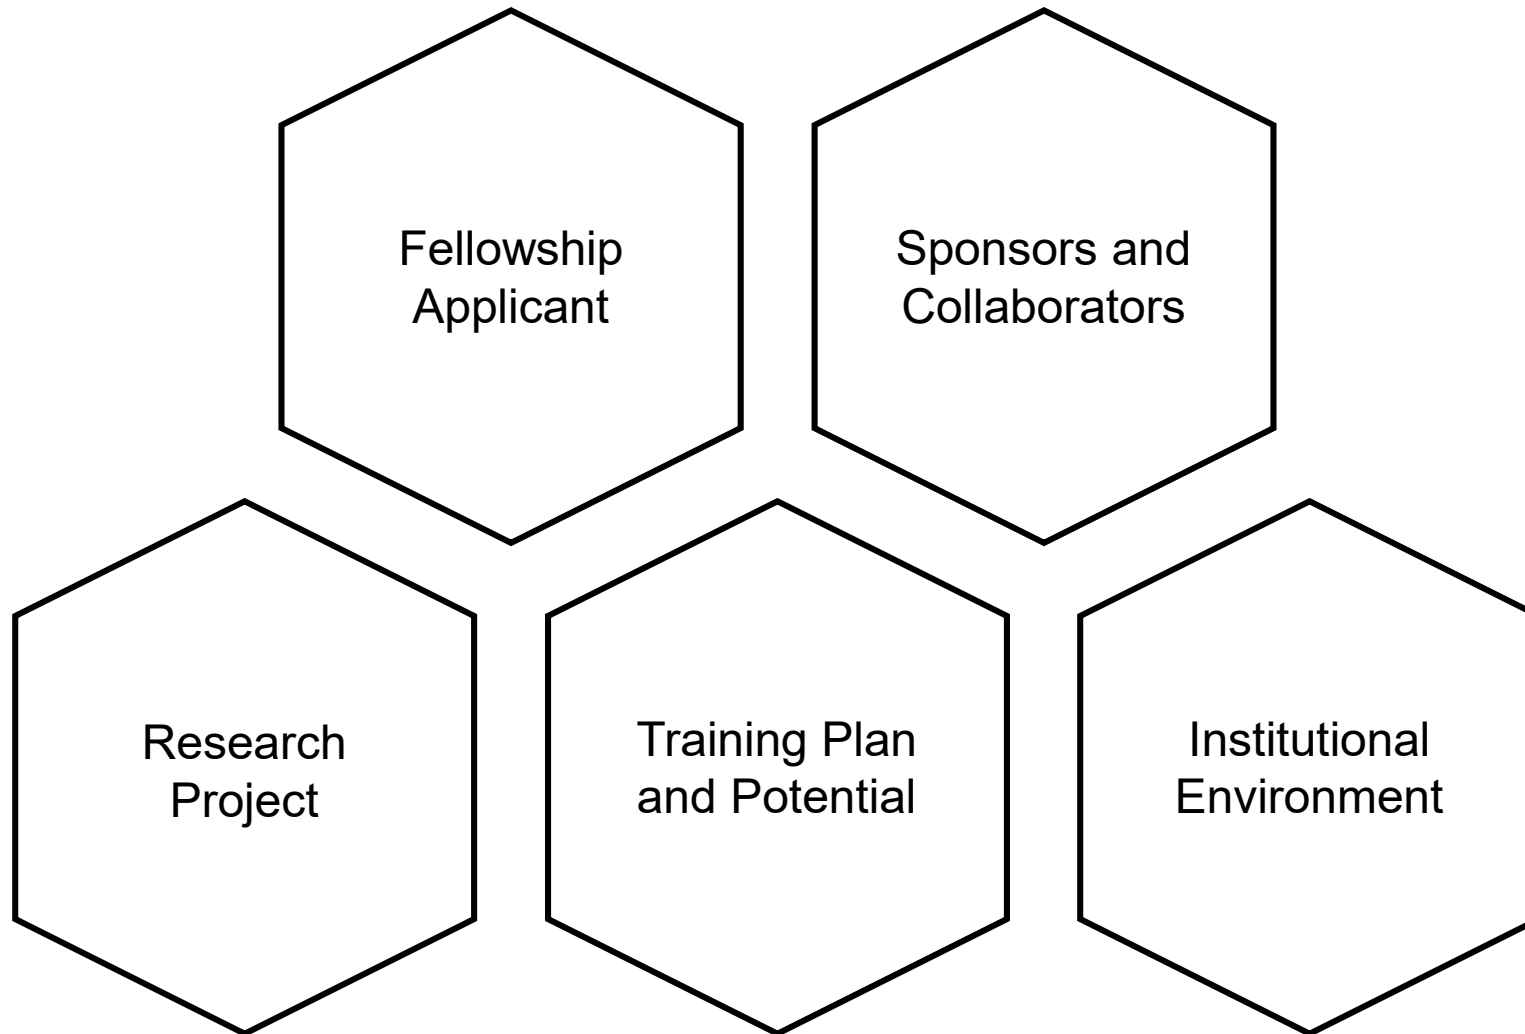 Fellowship
Applicant
Sponsors and
Collaborators
Research
Project
Training Plan
and Potential
Institutional
Environment